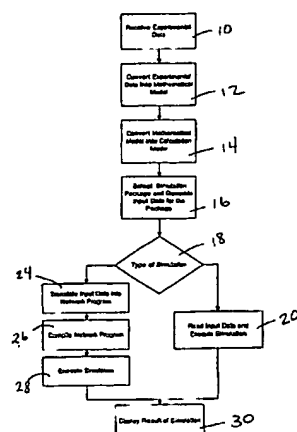 Receive Experimental
Data
10
Convert Experimental
Data Into Mathematical
Model
12
Convert Mathematical
Model into Calculation
Model
14
Select Simulation
Package and Generate
Input Data for the
Package
16
Type of Simulation
18
24
Translate Input Data into
Network Program
26
Compile Network Program
28
Execute Simulation
Read Input Data and
Execute Simulation
20
Display Result of Simulation
30